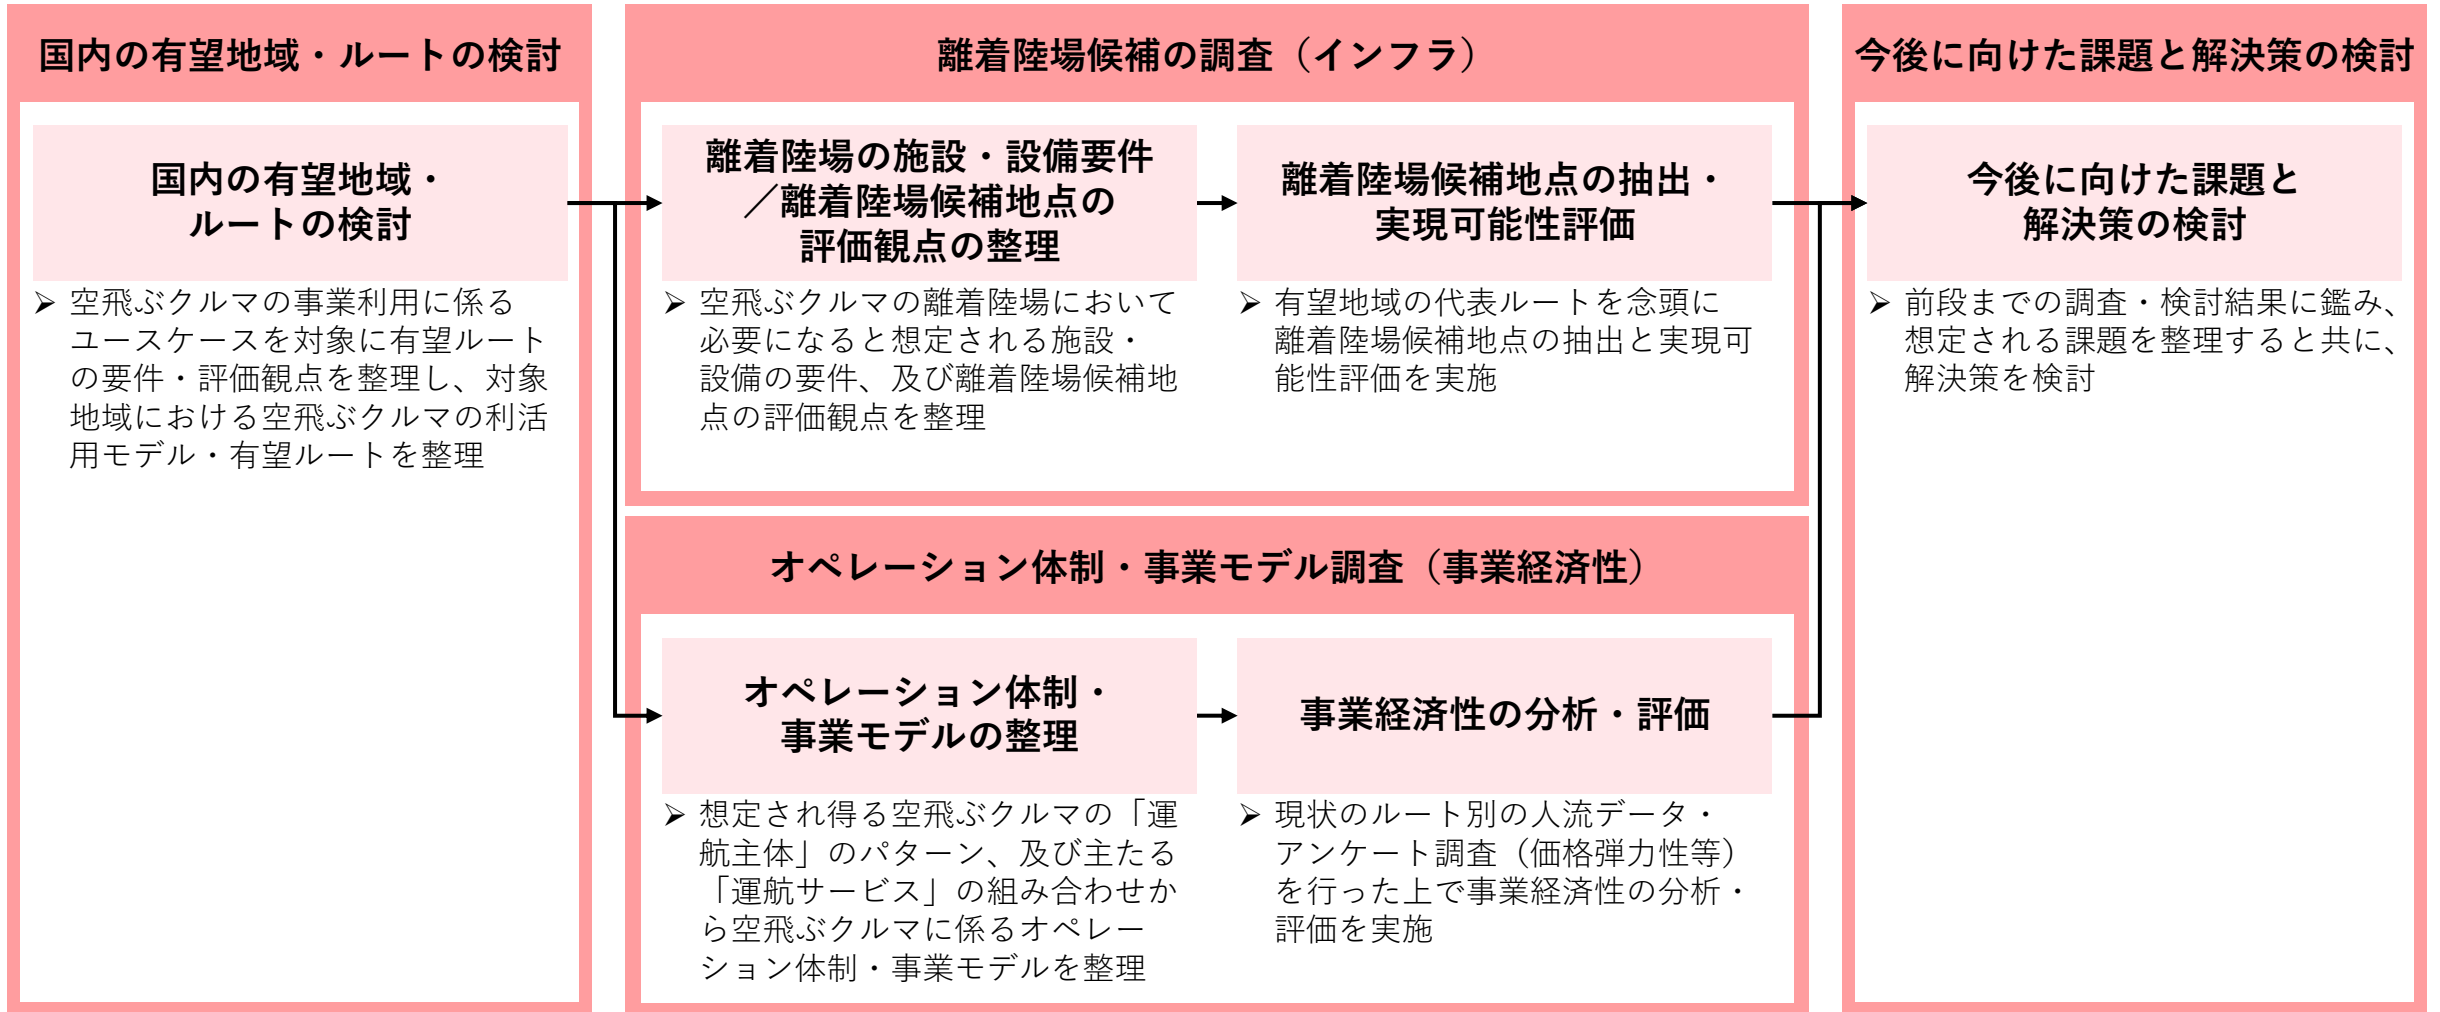 国内の有望地域・ルートの検討
国内の有望地域・
ルートの検討
➢ 空飛ぶクルマの事業利用に係る
ユースケースを対象に有望ルート
の要件・評価観点を整理し、対象
地域における空飛ぶクルマの利活
用モデル・有望ルートを整理
離着陸場候補の調査（インフラ）
離着陸場の施設・設備要件
／離着陸場候補地点の
評価観点の整理
➢ 空飛ぶクルマの離着陸場において
必要になると想定される施設・
設備の要件、及び離着陸場候補地
点の評価観点を整理
離着陸場候補地点の抽出・
実現可能性評価
➢ 有望地域の代表ルートを念頭に
離着陸場候補地点の抽出と実現可
能性評価を実施
オペレーション体制・事業モデル調査（事業経済性）
オペレーション体制・
事業モデルの整理
➢ 想定され得る空飛ぶクルマの「運
航主体」のパターン、及び主たる
「運航サービス」の組み合わせか
ら空飛ぶクルマに係るオペレー
ション体制・事業モデルを整理
事業経済性の分析・評価
➢ 現状のルート別の人流データ・
アンケート調査（価格弾力性等）
を行った上で事業経済性の分析・
評価を実施
今後に向けた課題と解決策の検討
今後に向けた課題と
解決策の検討
➢ 前段までの調査・検討結果に鑑み、
想定される課題を整理すると共に、
解決策を検討